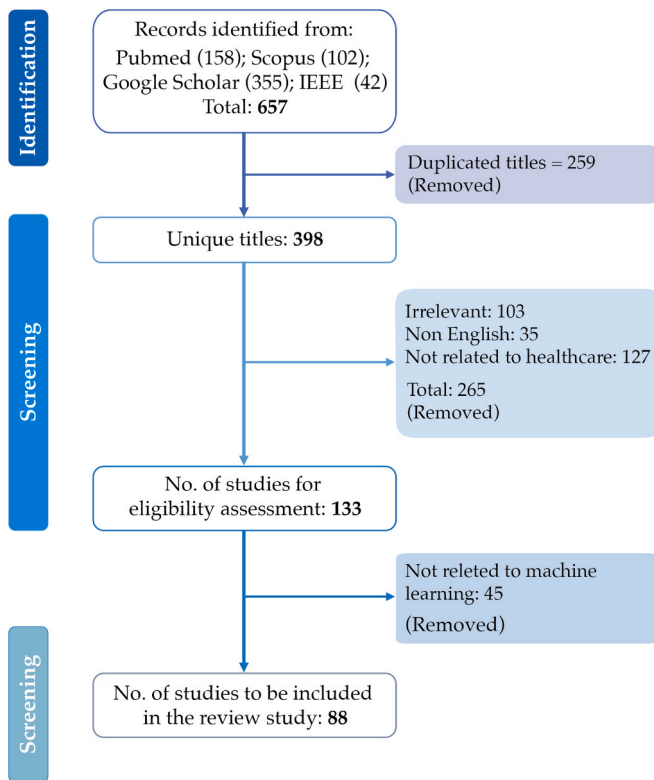 Identification
Records identified from:
Pubmed (158); Scopus (102);
Google Scholar (355); IEEE (42)
Total: 657
Duplicated titles = 259
(Removed)
Screening
Unique titles: 398
Irrelevant: 103
Non English: 35
Not related to healthcare: 127
Total: 265
(Removed)
No. of studies for
eligibility assessment: 133
Not releted to machine
learning: 45
(Removed)
Screening
No. of studies to be included
in the review study: 88